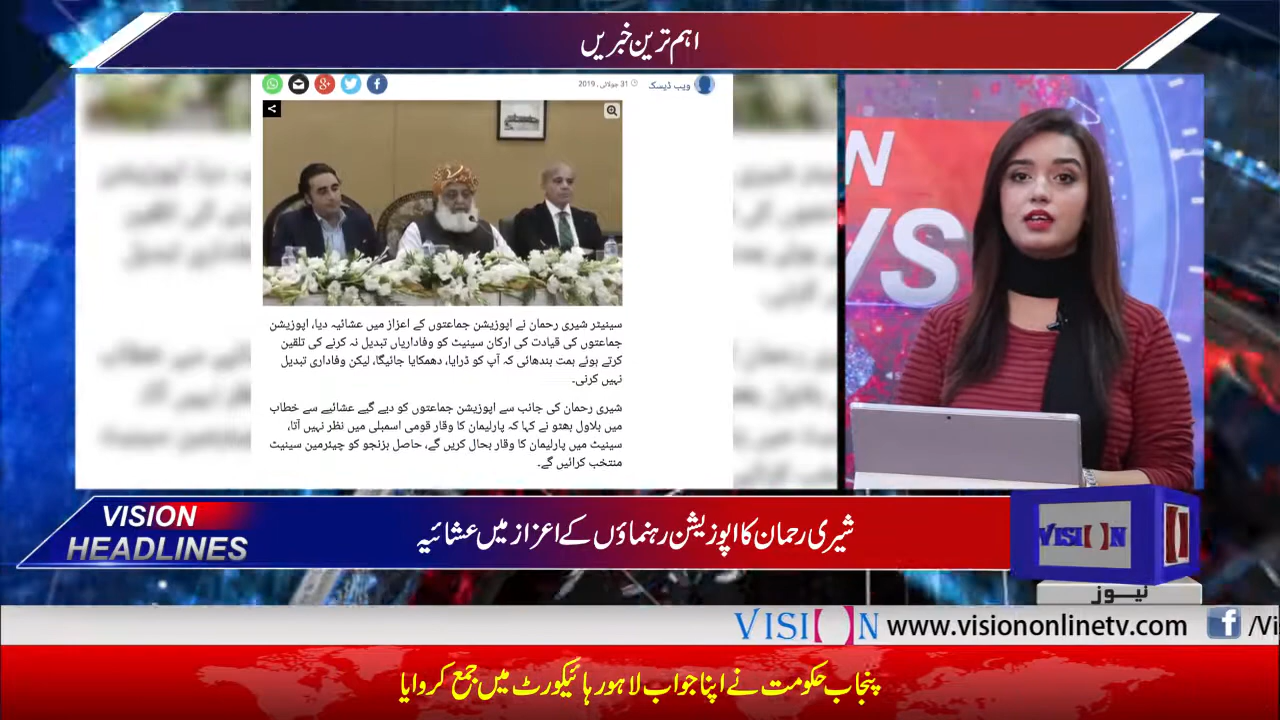 اہم ترین خبریں
ویب ڈیسک
31 جولائی، 2019
N
VS
سینیٹر شیری رحمان نے اپوزیشن جماعتوں کے اعزاز میں عشائیہ دیا، اپوزیشن
جماعتوں کی قیادت کی ارکان سینیٹ کو وفاداریاں تبدیل نہ کرنے کی تلقین
کرتے ہوئے ہمت بندھائی کہ آپ کو ڈرایا، دھمکایا جائیگا، لیکن وفاداری تبدیل
نہیں کرنی۔
شیری رحمان کی جانب سے اپوزیشن جماعتوں کو دیے گیے عشائیے سے خطاب
میں بلاول بھتو نے کہا کہ پارلیمان کا وقار قومی اسمبلی میں نظر نہیں آتا،
سینیٹ میں پارلیمان کا وقار بحال کریں گے، حاصل بزنجو کو چیئرمین سینیٹ
منتخب کرائیں گے۔
VISION
HEADLINES
شیری رحمان کا اپوزیشن رہنماؤں کے اعزاز میں عشائیہ
VISION
نیوز
VISION www.visiononlinetv.com f /Vi
پنجاب حکومت نے اپنا جواب لاہور ہائیکورٹ میں جمع کروایا